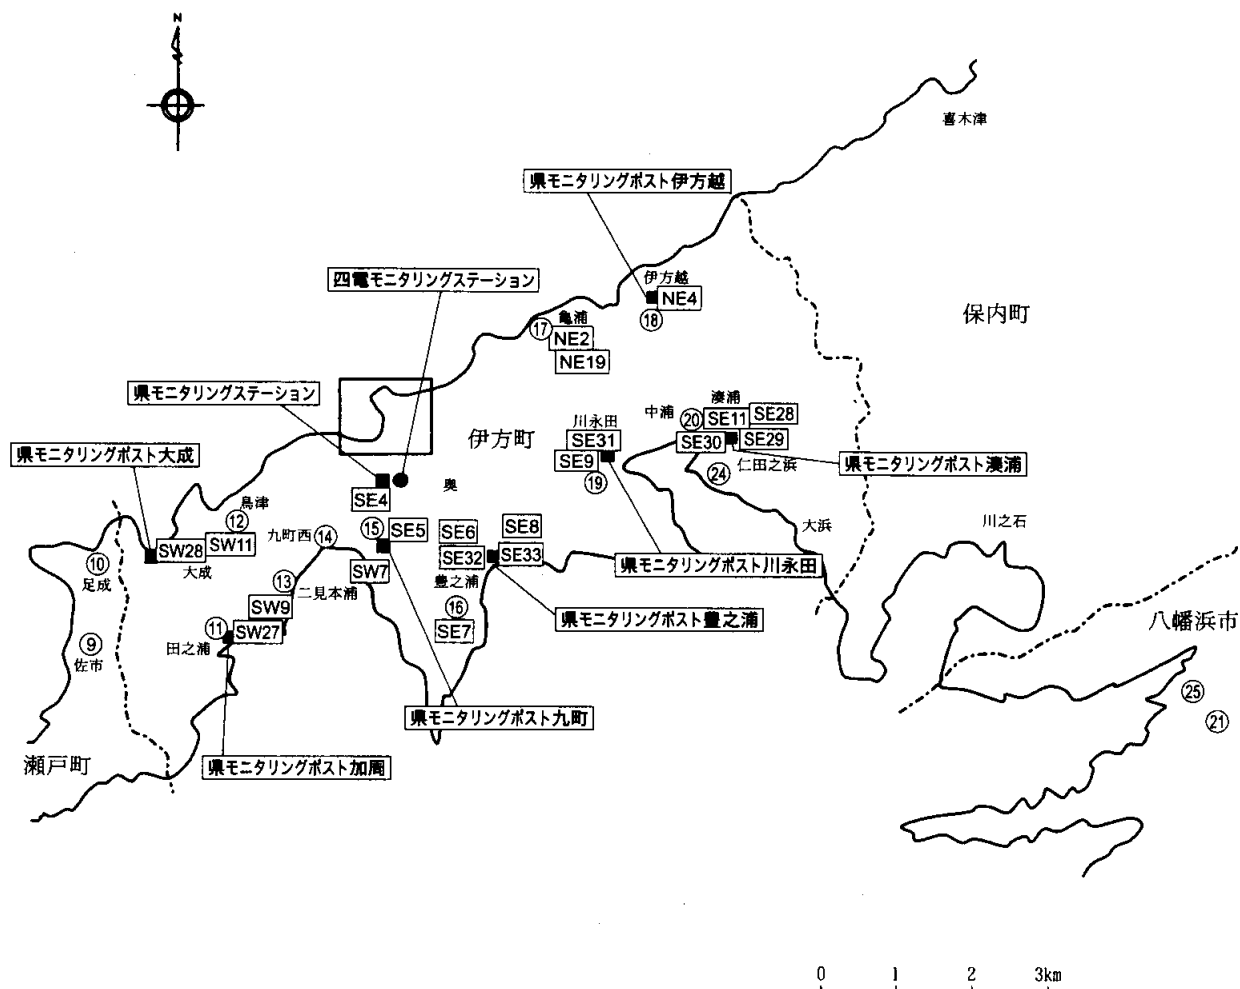 N
喜木津
県モニタリングポスト伊方越
四電モニタリングステーション
伊方越
NE4
⑱
保内町
⑰
亀浦
NE2
NE19
県モニタリングステーション
伊方町
川永田
SE31
SE9
⑲
中浦
湊浦
⑳
SE11
SE28
SE30
SE29
仁田之浜
㉔
県モニタリングポスト湊浦
県モニタリングポスト大成
SE4
奥
鳥津
⑫
SW11
SW28
大成
⑩
足成
九町西
⑭
⑮
SE5
SE6
SE8
SE32
SE33
豊之浦
大浜
川之石
県モニタリングポスト川永田
⑬
二見本浦
SW7
SW9
⑪
SW27
田之浦
⑯
SE7
県モニタリングポスト豊之浦
八幡浜市
⑨
佐市
㉕
㉑
県モニタリングポスト九町
瀬戸町
県モニタリングポスト加周
0 1 2 3km